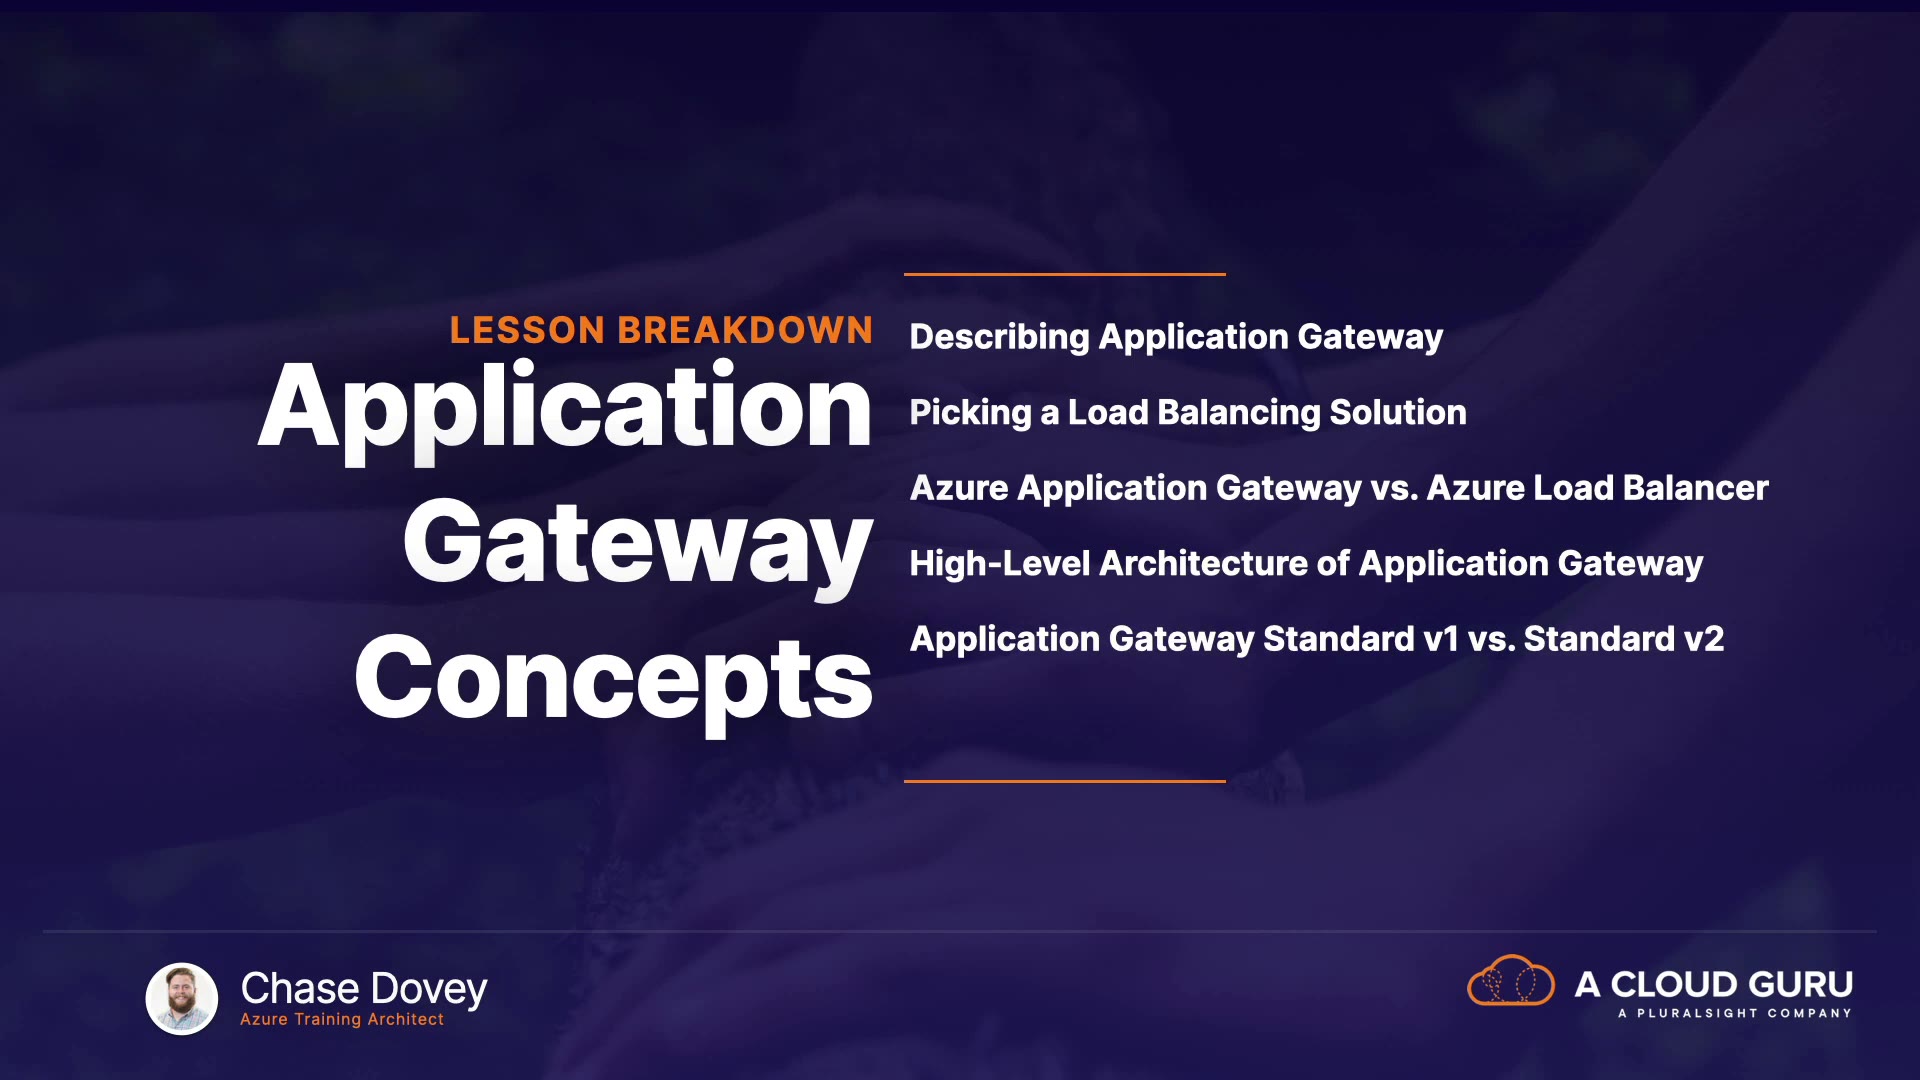 LESSON BREAKDOWN
Application
Gateway
Concepts
Describing Application Gateway
Picking a Load Balancing Solution
Azure Application Gateway vs. Azure Load Balancer
High-Level Architecture of Application Gateway
Application Gateway Standard v1 vs. Standard v2
Chase Dovey
Azure Training Architect
A CLOUD GURU
A PLURALSIGHT COMPANY